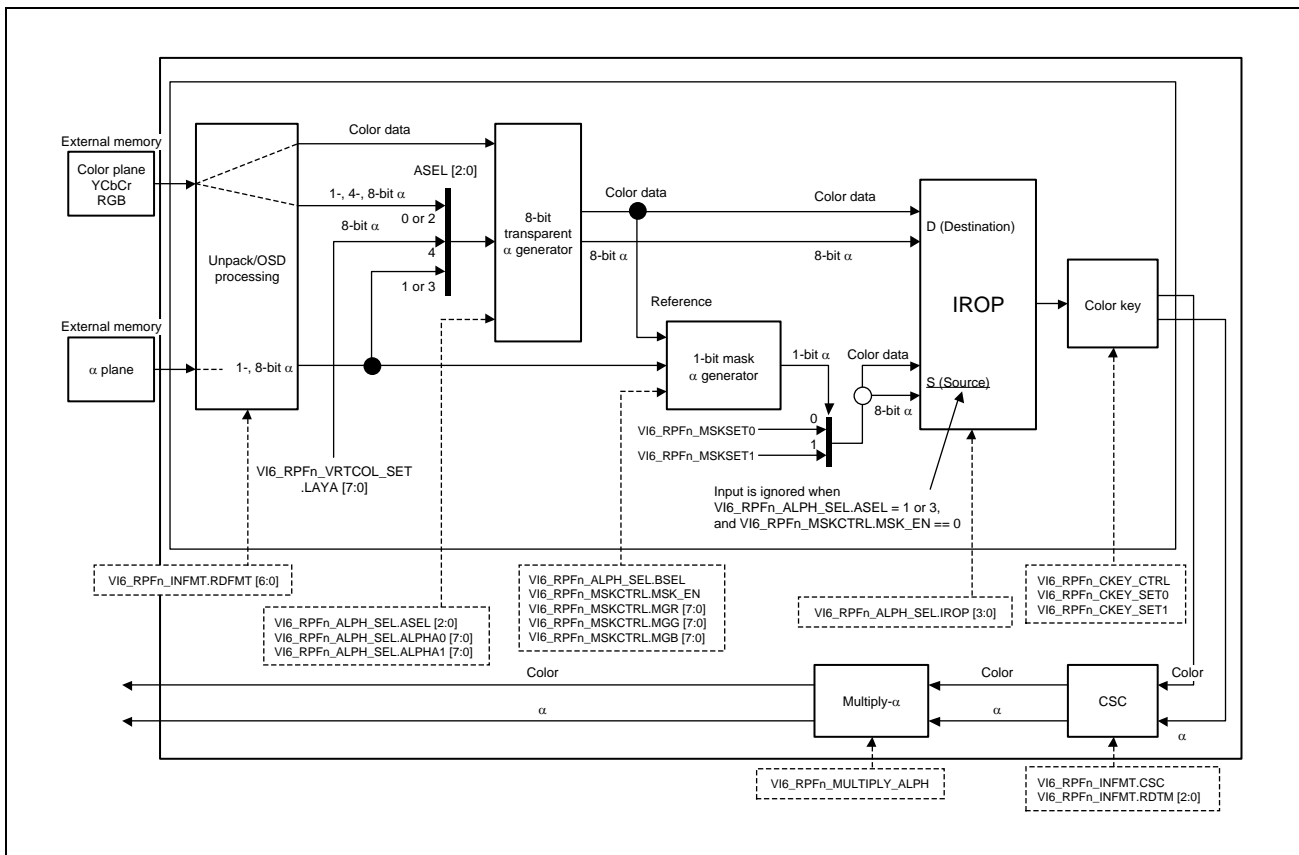 External memory
Color plane
YCbCr
RGB
External memory
α plane
Unpack/OSD
processing
1-, 8-bit α
Color data
1-, 4-, 8-bit α
8-bit α
ASEL [2:0]
0 or 2
4
1 or 3
VI6_RPFn_VRTCOL_SET
.LAYA [7:0]
8-bit
transparent
α generator
Color data
8-bit α
Color data
8-bit α
Reference
1-bit mask
α generator
1-bit α
0
1
VI6_RPFn_MSKSET0
VI6_RPFn_MSKSET1
Color data
8-bit α
D (Destination)
IROP
S (Source)
Color key
Input is ignored when
VI6_RPFn_ALPH_SEL.ASEL = 1 or 3,
and VI6_RPFn_MSKCTRL.MSK_EN == 0
VI6_RPFn_INFMT.RDFMT [6:0]
VI6_RPFn_ALPH_SEL.ASEL [2:0]
VI6_RPFn_ALPH_SEL.ALPHA0 [7:0]
VI6_RPFn_ALPH_SEL.ALPHA1 [7:0]
VI6_RPFn_ALPH_SEL.BSEL
VI6_RPFn_MSKCTRL.MSK_EN
VI6_RPFn_MSKCTRL.MGR [7:0]
VI6_RPFn_MSKCTRL.MGG [7:0]
VI6_RPFn_MSKCTRL.MGB [7:0]
VI6_RPFn_ALPH_SEL.IROP [3:0]
VI6_RPFn_CKEY_CTRL
VI6_RPFn_CKEY_SET0
VI6_RPFn_CKEY_SET1
Color
α
Multiply-α
Color
α
CSC
Color
α
VI6_RPFn_MULTIPLY_ALPH
VI6_RPFn_INFMT.CSC
VI6_RPFn_INFMT.RDTM [2:0]